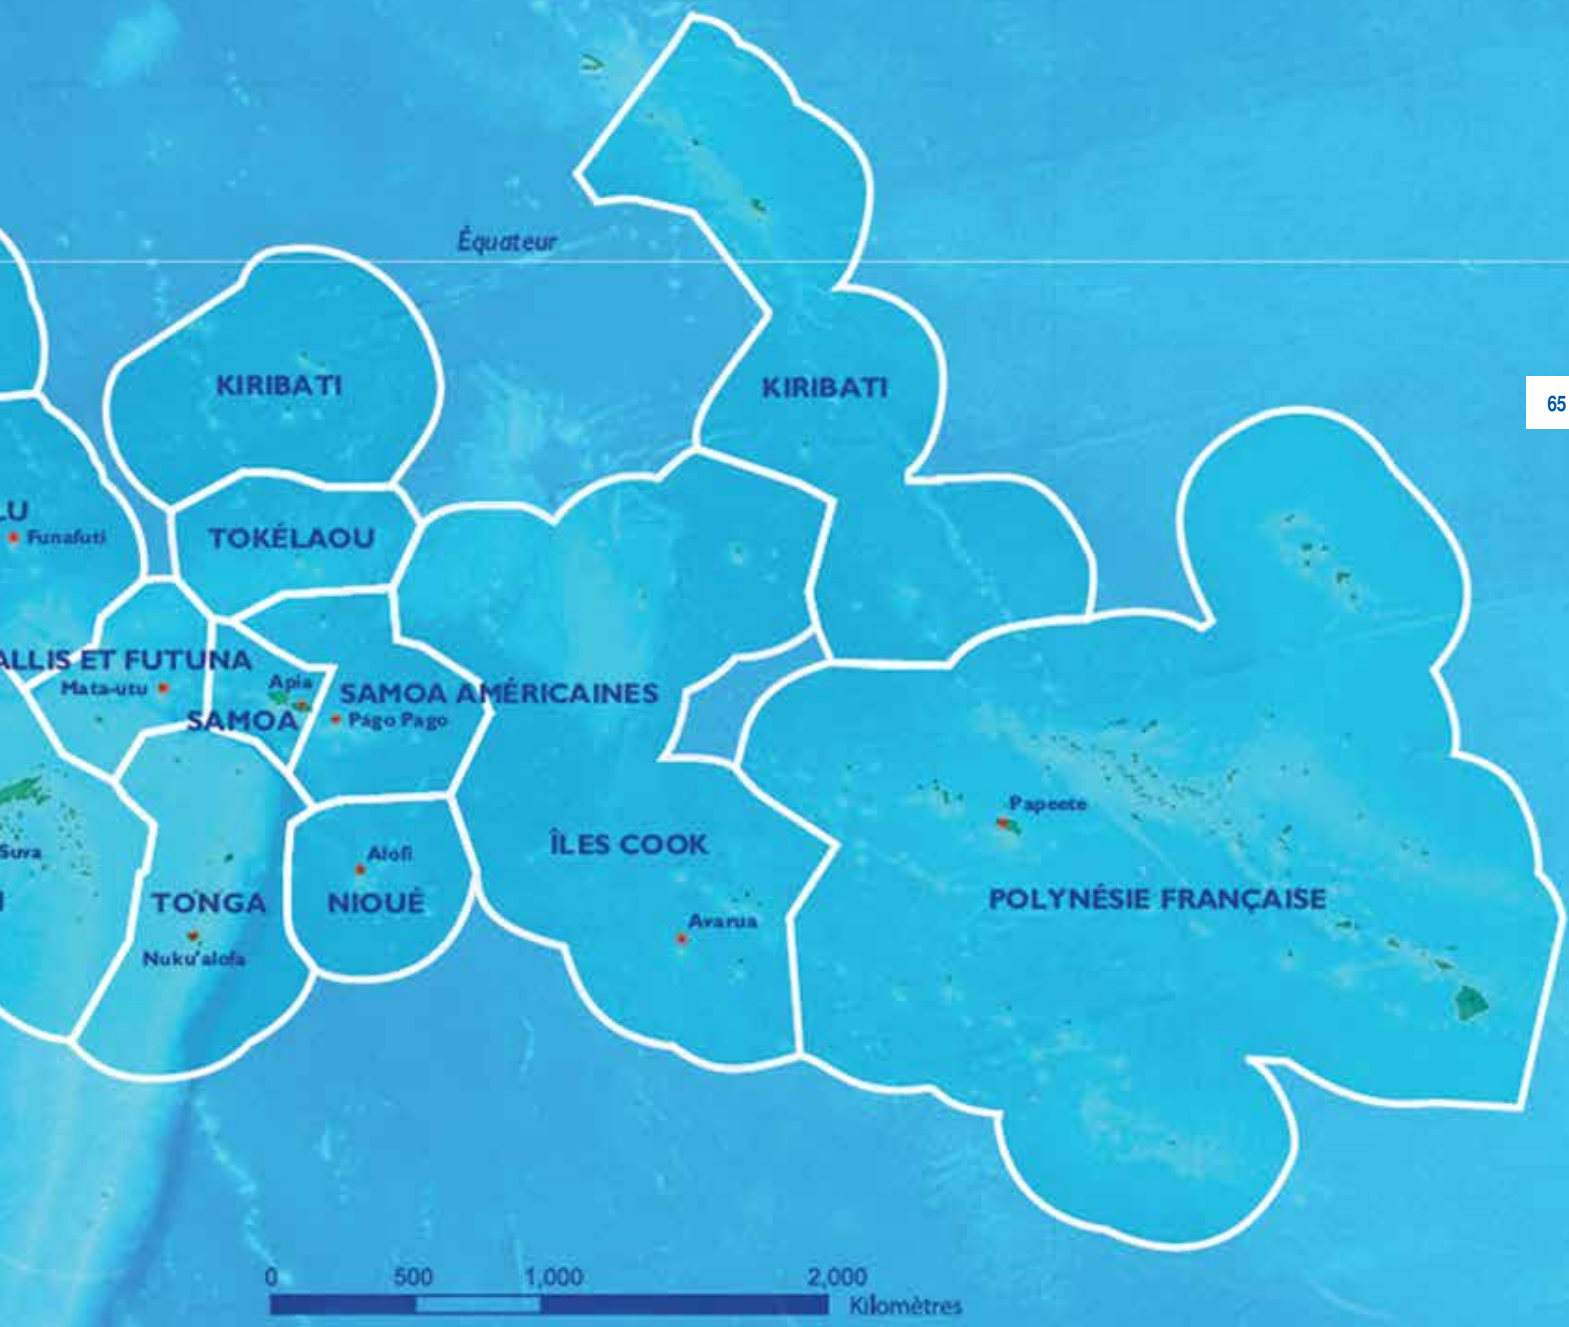 Équateur
KIRIBATI
KIRIBATI
65
LU
Funafuti
TOKÉLAOU
ALLIS ET FUTUNA
Mata-utu
Apia
SAMOA AMÉRICAINES
SAMOA
Pago Pago
Papeete
ÎLES COOK
Suva
Alofi
POLYNÉSIE FRANÇAISE
I
TONGA
NIOUÉ
Avarua
Nuku'alofa
0 500 1,000 2,000
Kilomètres